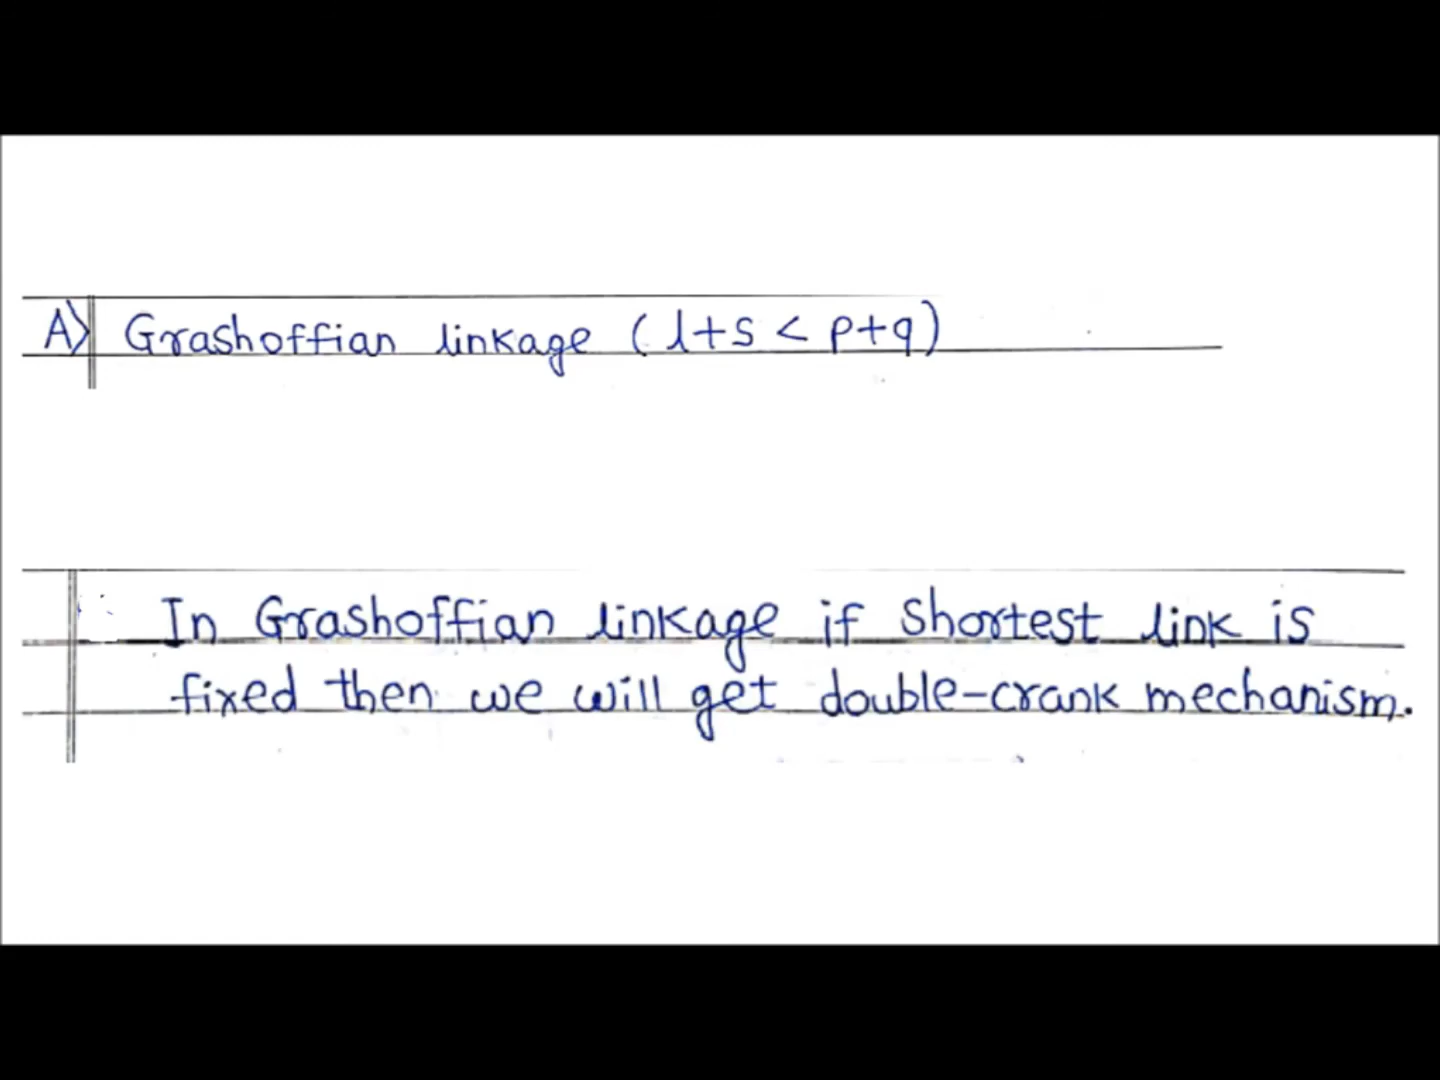 A) Grashoffian linkage (l+s < p+q)
In Grashoffian linkage if shortest link is
fixed then we will get double-crank mechanism.